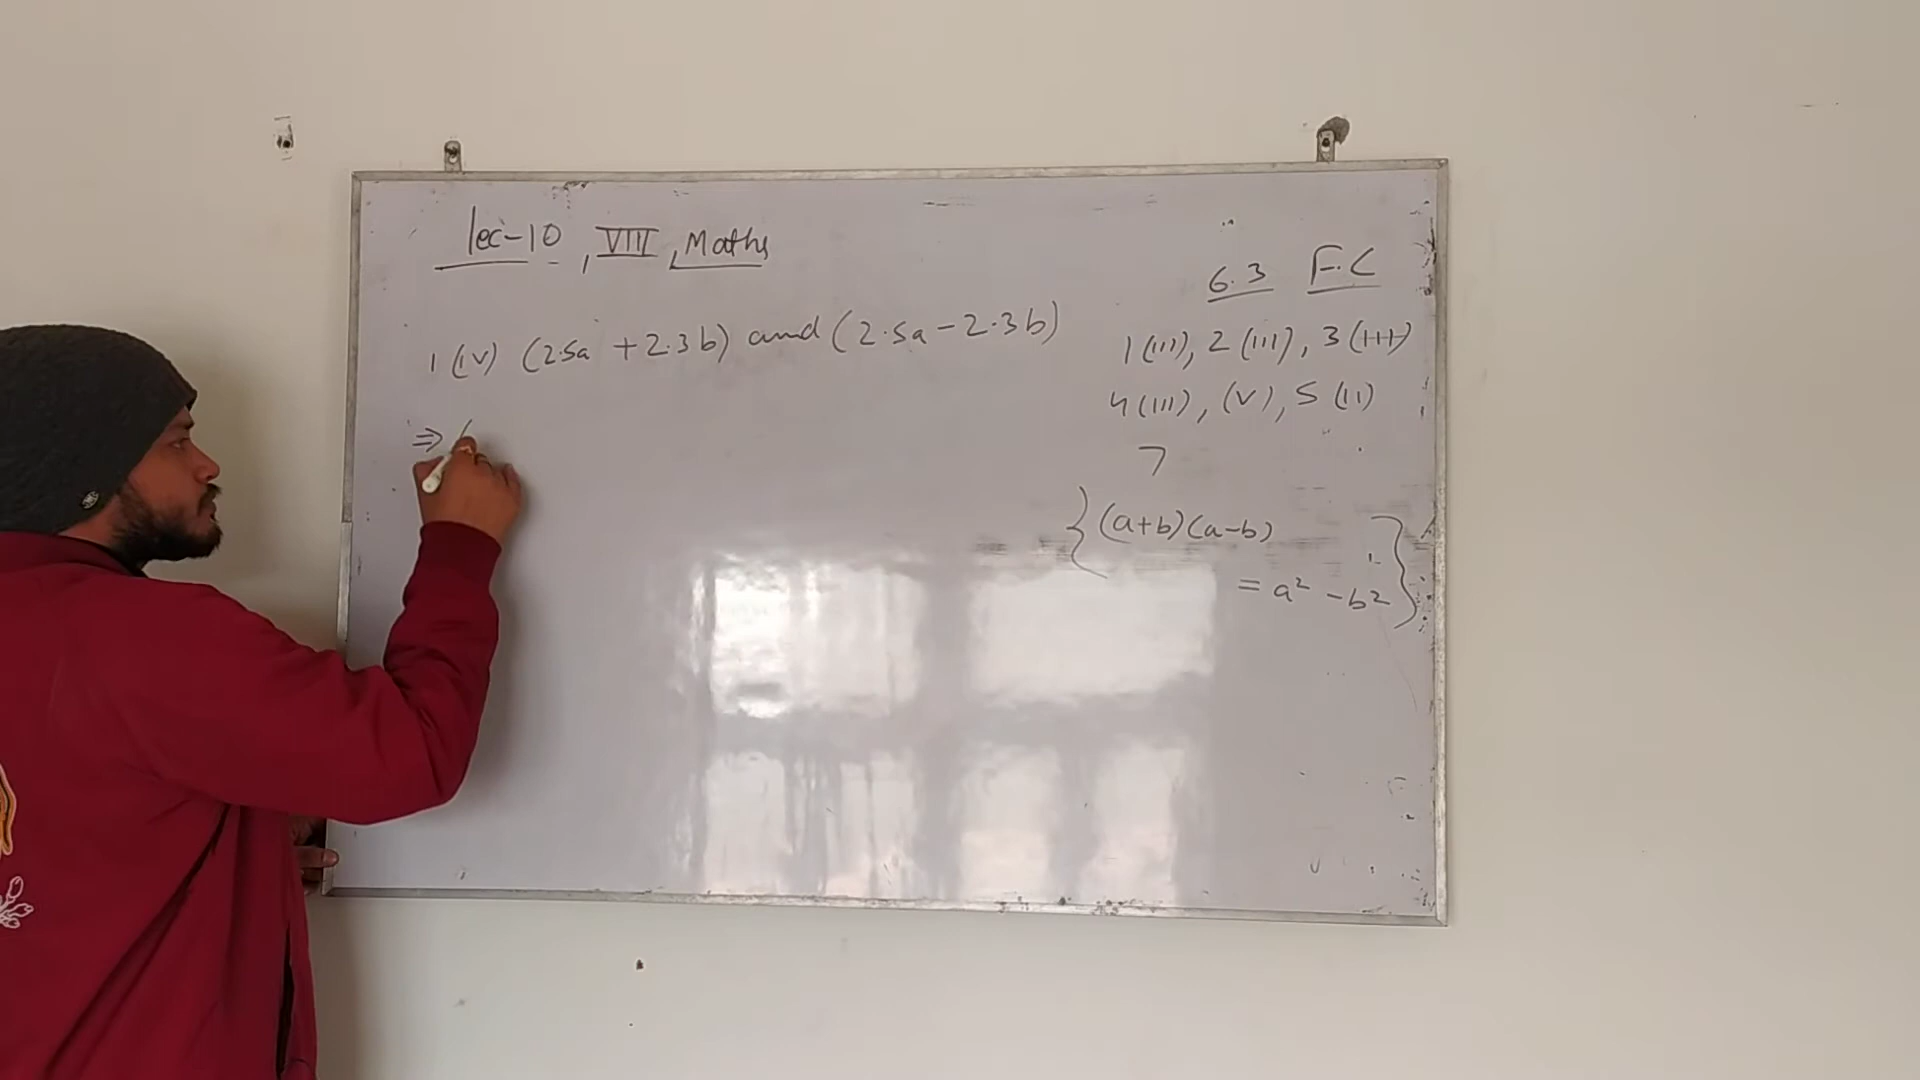 lec-10, VIII, Maths
6.3 F.C
1 (iv) (2.5a + 2.3b) and (2.5a - 2.3b)
1 (iii), 2 (iii), 3 (iii)
4 (iii), (v), 5 (ii)
7
⇒ (
{ (a+b)(a-b)
= a² - b² }